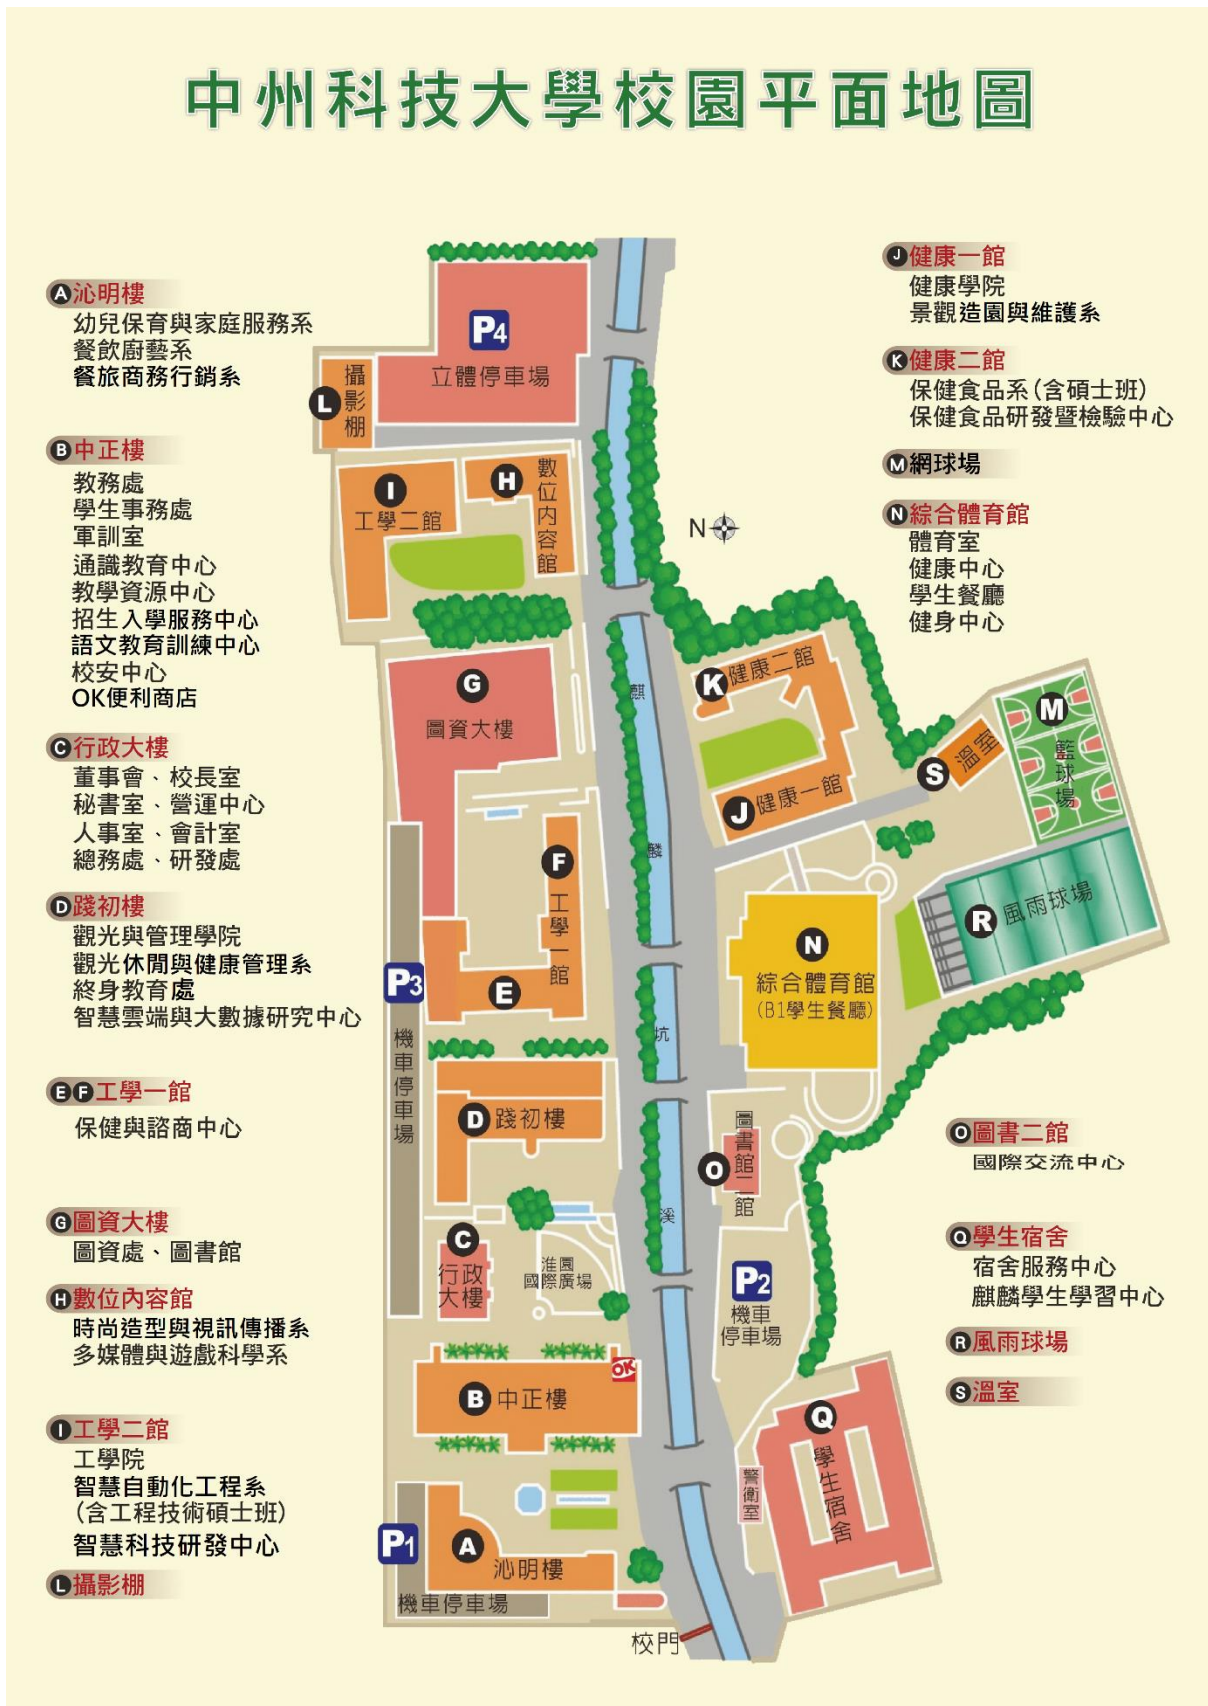 中州科技大學校園平面地圖
A 沁明樓
幼兒保育與家庭服務系
餐飲廚藝系
餐旅商務行銷系
B 中正樓
教務處
學生事務處
軍訓室
通識教育中心
教學資源中心
招生入學服務中心
語文教育訓練中心
校安中心
OK便利商店
C 行政大樓
董事會、校長室
秘書室、營運中心
人事室、會計室
總務處、研發處
D 踐初樓
觀光與管理學院
觀光休閒與健康管理系
終身教育處
智慧雲端與大數據研究中心
E F 工學一館
保健與諮商中心
G 圖資大樓
圖資處、圖書館
H 數位內容館
時尚造型與視訊傳播系
多媒體與遊戲科學系
I 工學二館
工學院
智慧自動化工程系
(含工程技術碩士班)
智慧科技研發中心
L 攝影棚
J 健康一館
健康學院
景觀造園與維護系
K 健康二館
保健食品系(含碩士班)
保健食品研發暨檢驗中心
M 網球場
N 綜合體育館
體育室
健康中心
學生餐廳
健身中心
O 圖書二館
國際交流中心
Q 學生宿舍
宿舍服務中心
麒麟學生學習中心
R 風雨球場
S 溫室
P4
立體停車場
L
攝影棚
I
工學二館
H
數位內容館
N
G
圖資大樓
麒麟坑溪
K 健康二館
J 健康一館
S 溫室
M
籃球場
R 風雨球場
F
工學一館
E
P3
機車停車場
N
綜合體育館
(B1學生餐廳)
D 踐初樓
O
圖書館二館
C
行政
大樓
淮園
國際廣場
P2
機車
停車場
OK
B 中正樓
Q
學生宿舍
警衛室
P1
A
沁明樓
機車停車場
校門